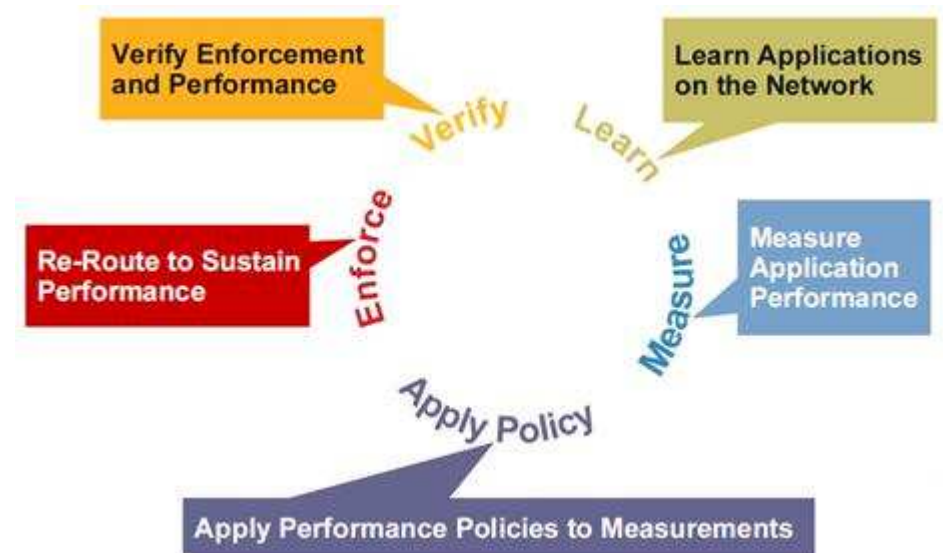 Verify Enforcement
and Performance
Verify
Learn Applications
on the Network
Learn
Re-Route to Sustain
Performance
Enforce
Measure
Application
Performance
Measure
Apply Policy
Apply Performance Policies to Measurements